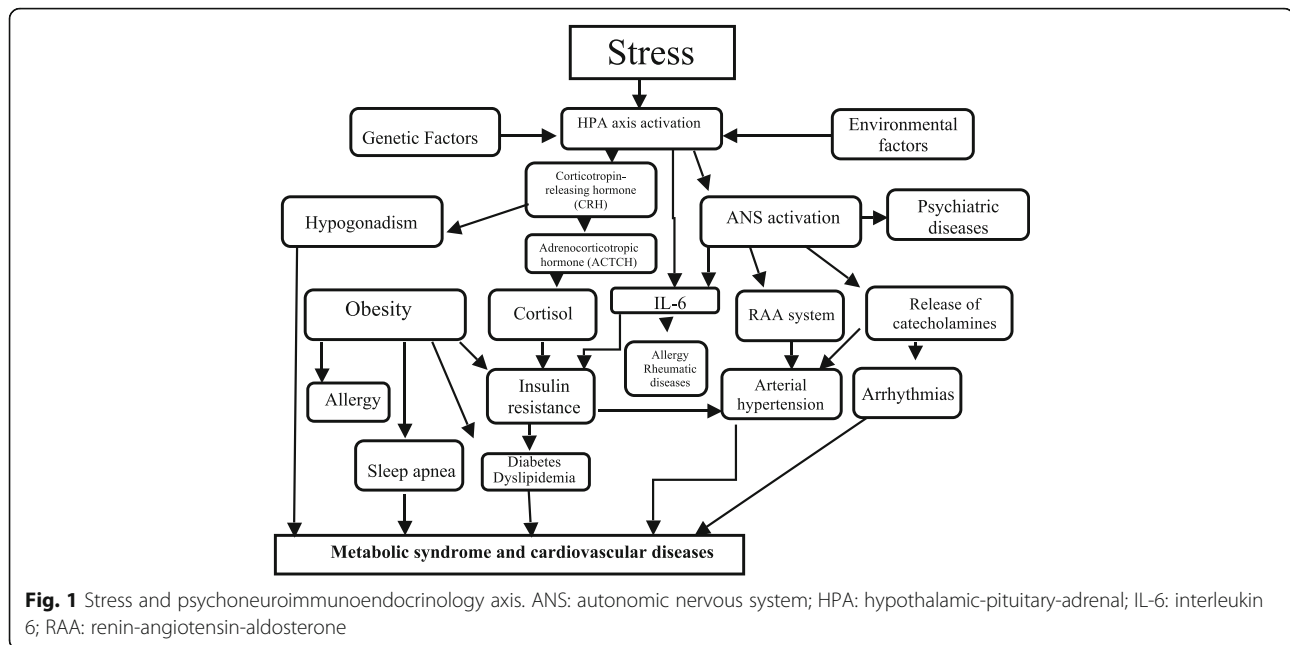 Stress
Genetic Factors
HPA axis activation
Environmental
factors
Corticotropin-
releasing hormone
(CRH)
Hypogonadism
ANS activation
Psychiatric
diseases
Adrenocorticotropic
hormone (ACTCH)
Obesity
Cortisol
IL-6
RAA system
Release of
catecholamines
Allergy
Rheumatic
diseases
Allergy
Insulin
resistance
Arterial
hypertension
Arrhythmias
Sleep apnea
Diabetes
Dyslipidemia
Metabolic syndrome and cardiovascular diseases
Fig. 1 Stress and psychoneuroimmunoendocrinology axis. ANS: autonomic nervous system; HPA: hypothalamic-pituitary-adrenal; IL-6: interleukin
6; RAA: renin-angiotensin-aldosterone